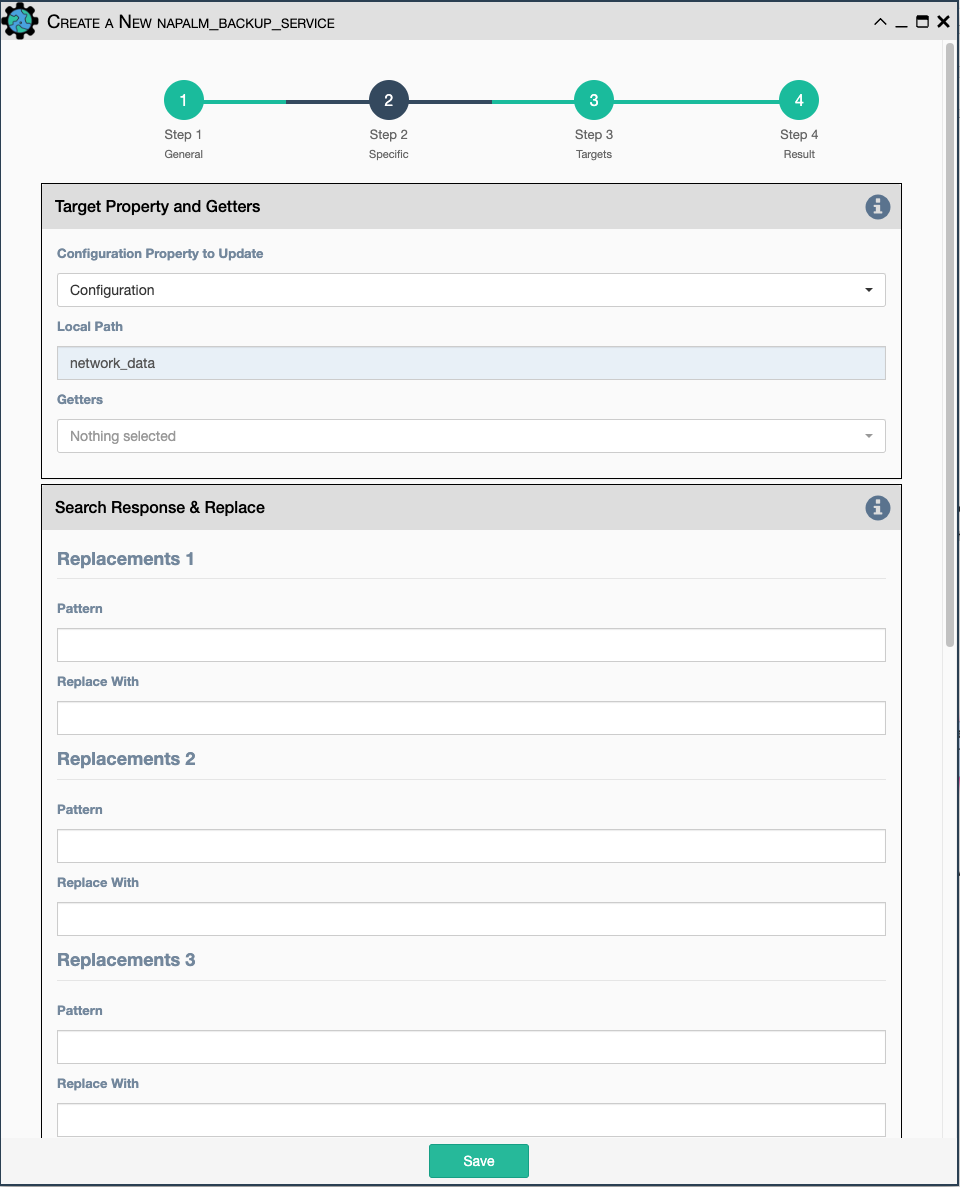 Create a New napalm_backup_service
1 2 3 4
Step 1 Step 2 Step 3 Step 4
General Specific Targets Result
Target Property and Getters
Configuration Property to Update
Configuration
Local Path
network_data
Getters
Nothing selected
Search Response & Replace
Replacements 1
Pattern
Replace With
Replacements 2
Pattern
Replace With
Replacements 3
Pattern
Replace With
Save